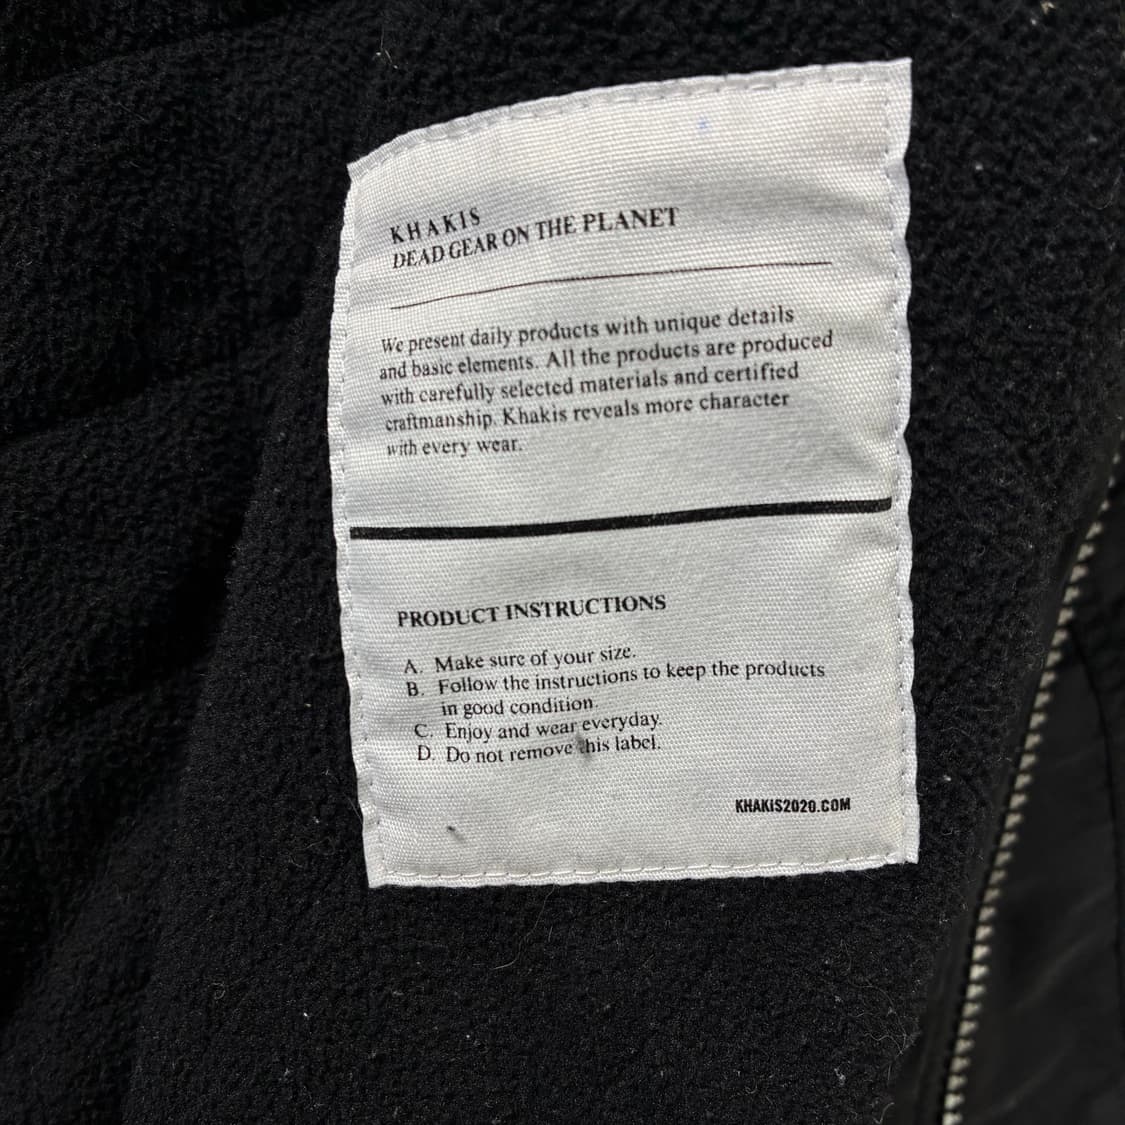 KHAKIS
DEAD GEAR ON THE PLANET
We present daily products with unique details
and basic elements. All the products are produced
with carefully selected materials and certified
craftmanship. Khakis reveals more character
with every wear.
PRODUCT INSTRUCTIONS
A. Make sure of your size.
B. Follow the instructions to keep the products
in good condition.
C. Enjoy and wear everyday.
D. Do not remove this label.
KHAKIS2020.COM